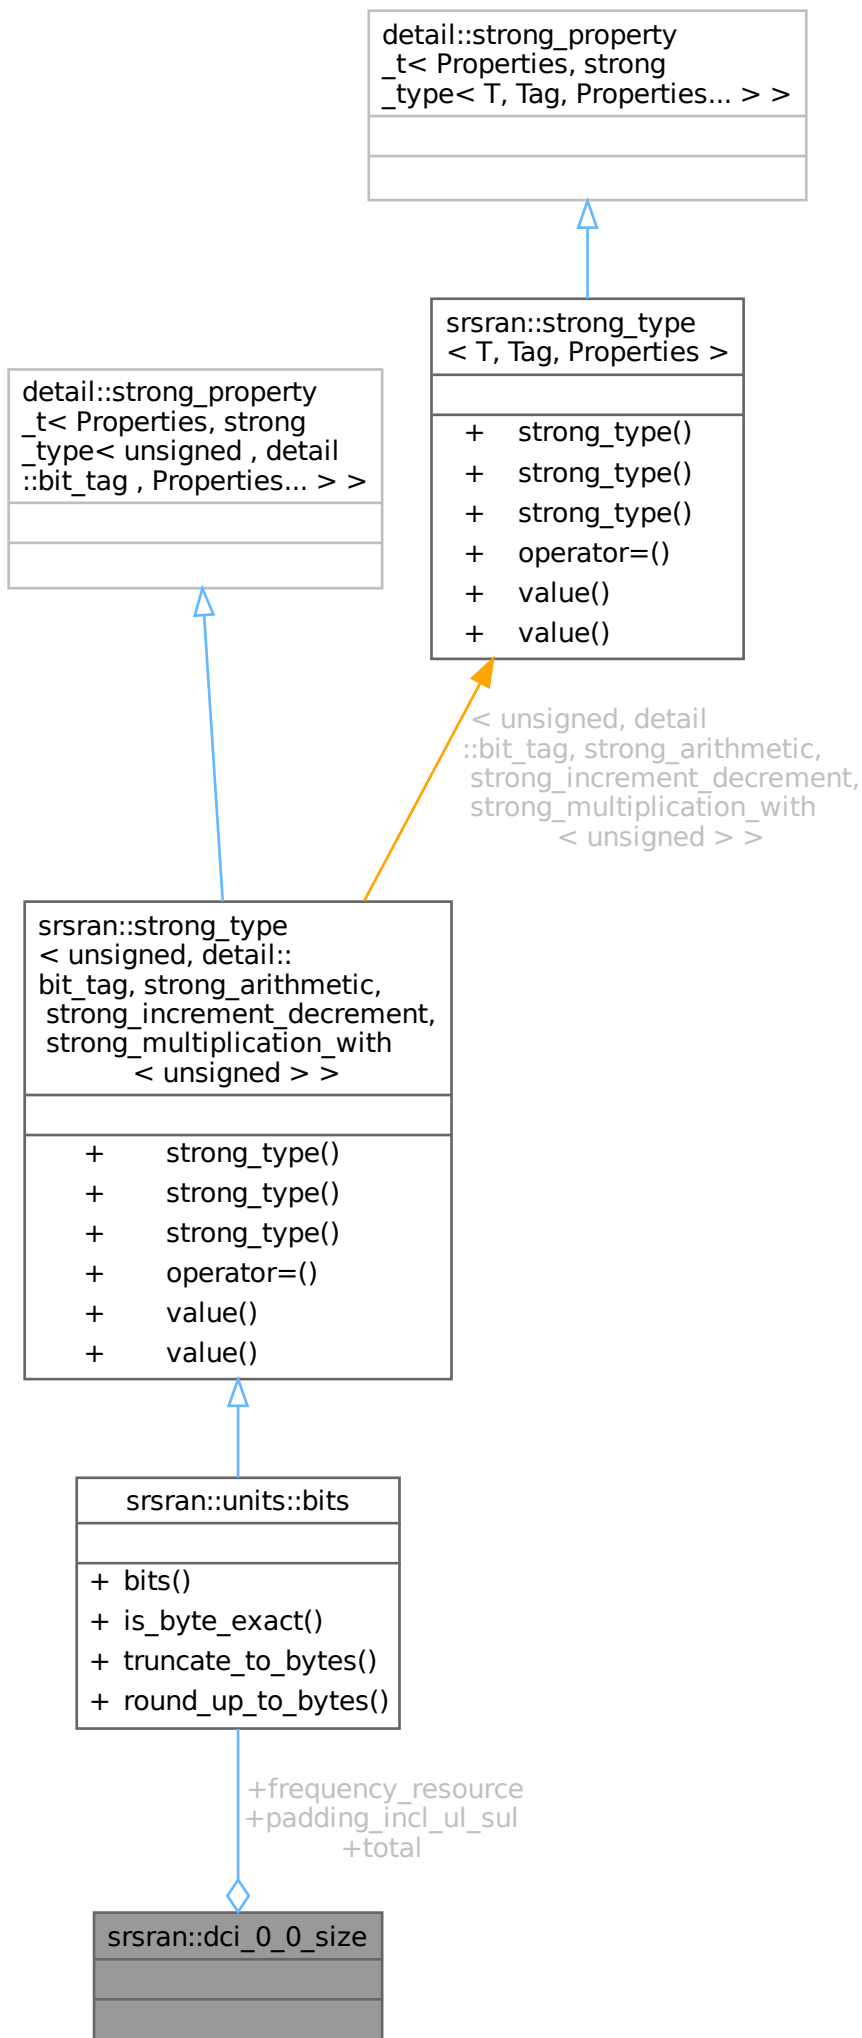 detail::strong_property
_t< Properties, strong
_type< T, Tag, Properties... > >
srsran::strong_type
< T, Tag, Properties >
+ strong_type()
+ strong_type()
+ strong_type()
+ operator=()
+ value()
+ value()
detail::strong_property
_t< Properties, strong
_type< unsigned , detail
::bit_tag , Properties... > >
< unsigned, detail
::bit_tag, strong_arithmetic,
strong_increment_decrement,
strong_multiplication_with
< unsigned > >
srsran::strong_type
< unsigned, detail::
bit_tag, strong_arithmetic,
strong_increment_decrement,
strong_multiplication_with
< unsigned > >
+ strong_type()
+ strong_type()
+ strong_type()
+ operator=()
+ value()
+ value()
srsran::units::bits
+ bits()
+ is_byte_exact()
+ truncate_to_bytes()
+ round_up_to_bytes()
+frequency_resource
+padding_incl_ul_sul
+total
srsran::dci_0_0_size